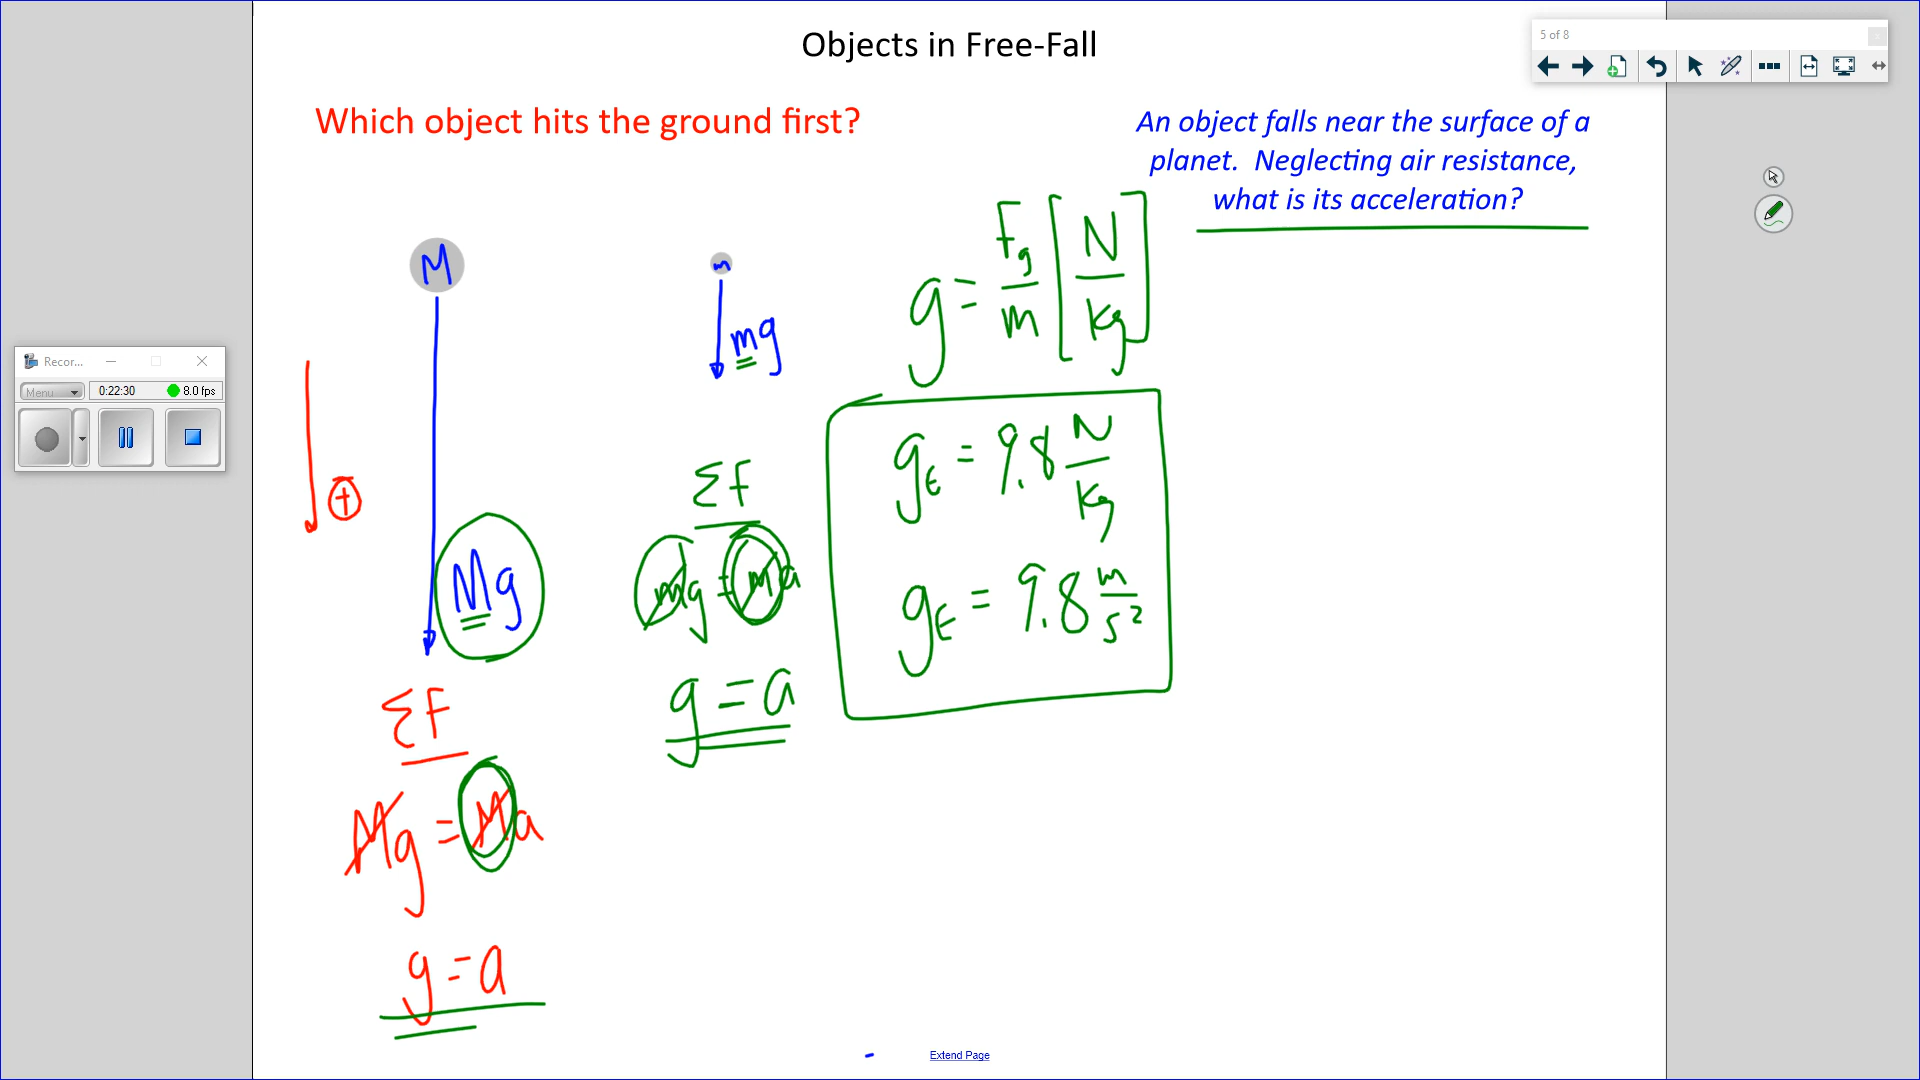 Objects in Free-Fall
5 of 8
Which object hits the ground first?
An object falls near the surface of a
planet. Neglecting air resistance,
what is its acceleration?
M
m
mg
g = Fg/m [N/kg]
Recor...
Menu
0:22:30
8.0 fps
+
Mg
ΣF
mg = ma
g = a
gE = 9.8 N/kg
gE = 9.8 m/s²
ΣF
Mg = Ma
g = a
Extend Page